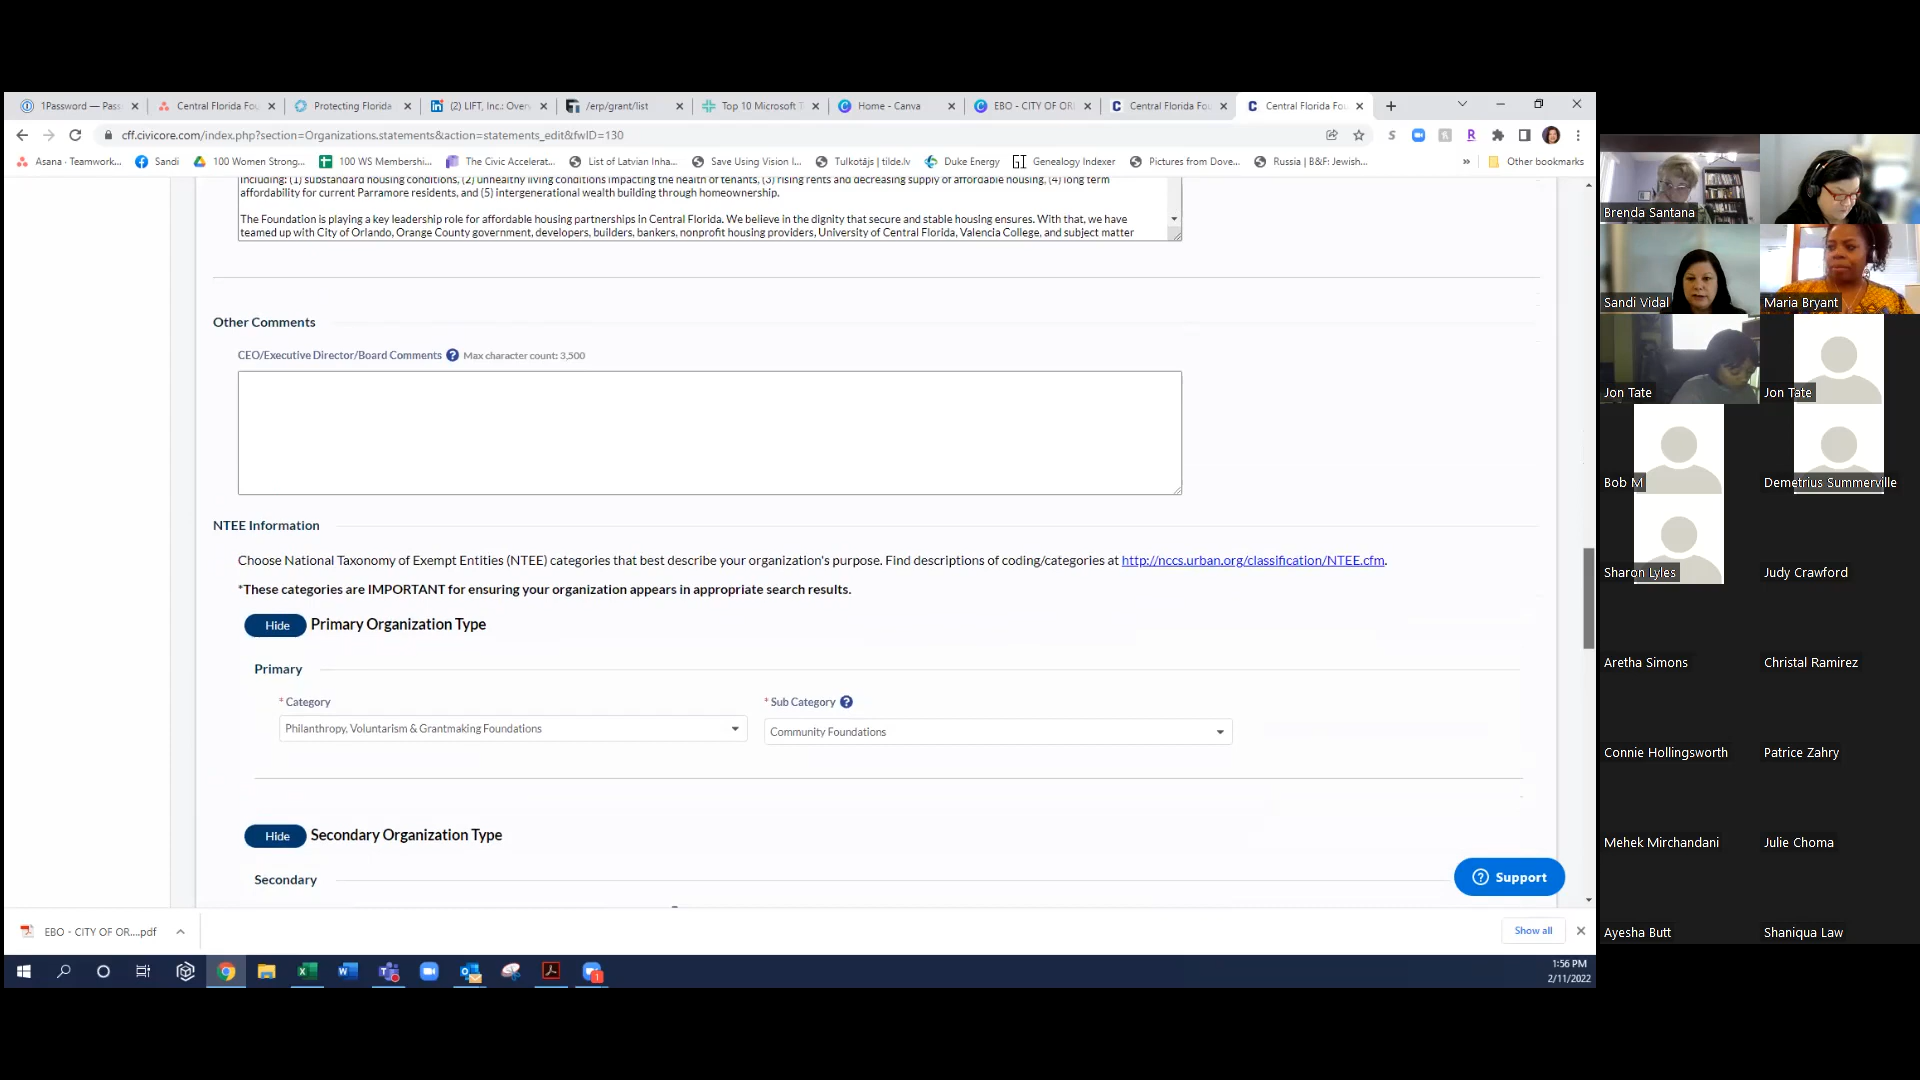 1Password — Pass
Central Florida Fou
Protecting Florida
(2) LIFT, Inc.: Over
/erp/grant/list
Top 10 Microsoft T
Home - Canva
EBO - CITY OF OR
Central Florida Fou
Central Florida Fou
cff.civicore.com/index.php?section=Organizations.statements&action=statements_edit&fwID=130
Asana - Teamwork...
Sandi
100 Women Strong...
100 WS Membershi...
The Civic Accelerat...
List of Latvian Inha...
Save Using Vision I...
Tulkotājs | tilde.lv
Duke Energy
Genealogy Indexer
Pictures from Dove...
Russia | B&F: Jewish...
Other bookmarks
including: (1) substandard housing conditions, (2) unhealthy living conditions impacting the health of tenants, (3) rising rents and decreasing supply of affordable housing, (4) long term
affordability for current Parramore residents, and (5) intergenerational wealth building through homeownership.
The Foundation is playing a key leadership role for affordable housing partnerships in Central Florida. We believe in the dignity that secure and stable housing ensures. With that, we have
teamed up with City of Orlando, Orange County government, developers, builders, bankers, nonprofit housing providers, University of Central Florida, Valencia College, and subject matter
Other Comments
CEO/Executive Director/Board Comments ? Max character count: 3,500
NTEE Information
Choose National Taxonomy of Exempt Entities (NTEE) categories that best describe your organization's purpose. Find descriptions of coding/categories at http://nccs.urban.org/classification/NTEE.cfm.
*These categories are IMPORTANT for ensuring your organization appears in appropriate search results.
Hide Primary Organization Type
Primary
* Category
* Sub Category ?
Philanthropy, Voluntarism & Grantmaking Foundations
Community Foundations
Hide Secondary Organization Type
Secondary
? Support
EBO - CITY OF OR....pdf
Show all
1:56 PM
2/11/2022
Brenda Santana
Sandi Vidal
Maria Bryant
Jon Tate
Jon Tate
Bob M
Demetrius Summerville
Sharon Lyles
Judy Crawford
Aretha Simons
Christal Ramirez
Connie Hollingsworth
Patrice Zahry
Mehek Mirchandani
Julie Choma
Ayesha Butt
Shaniqua Law